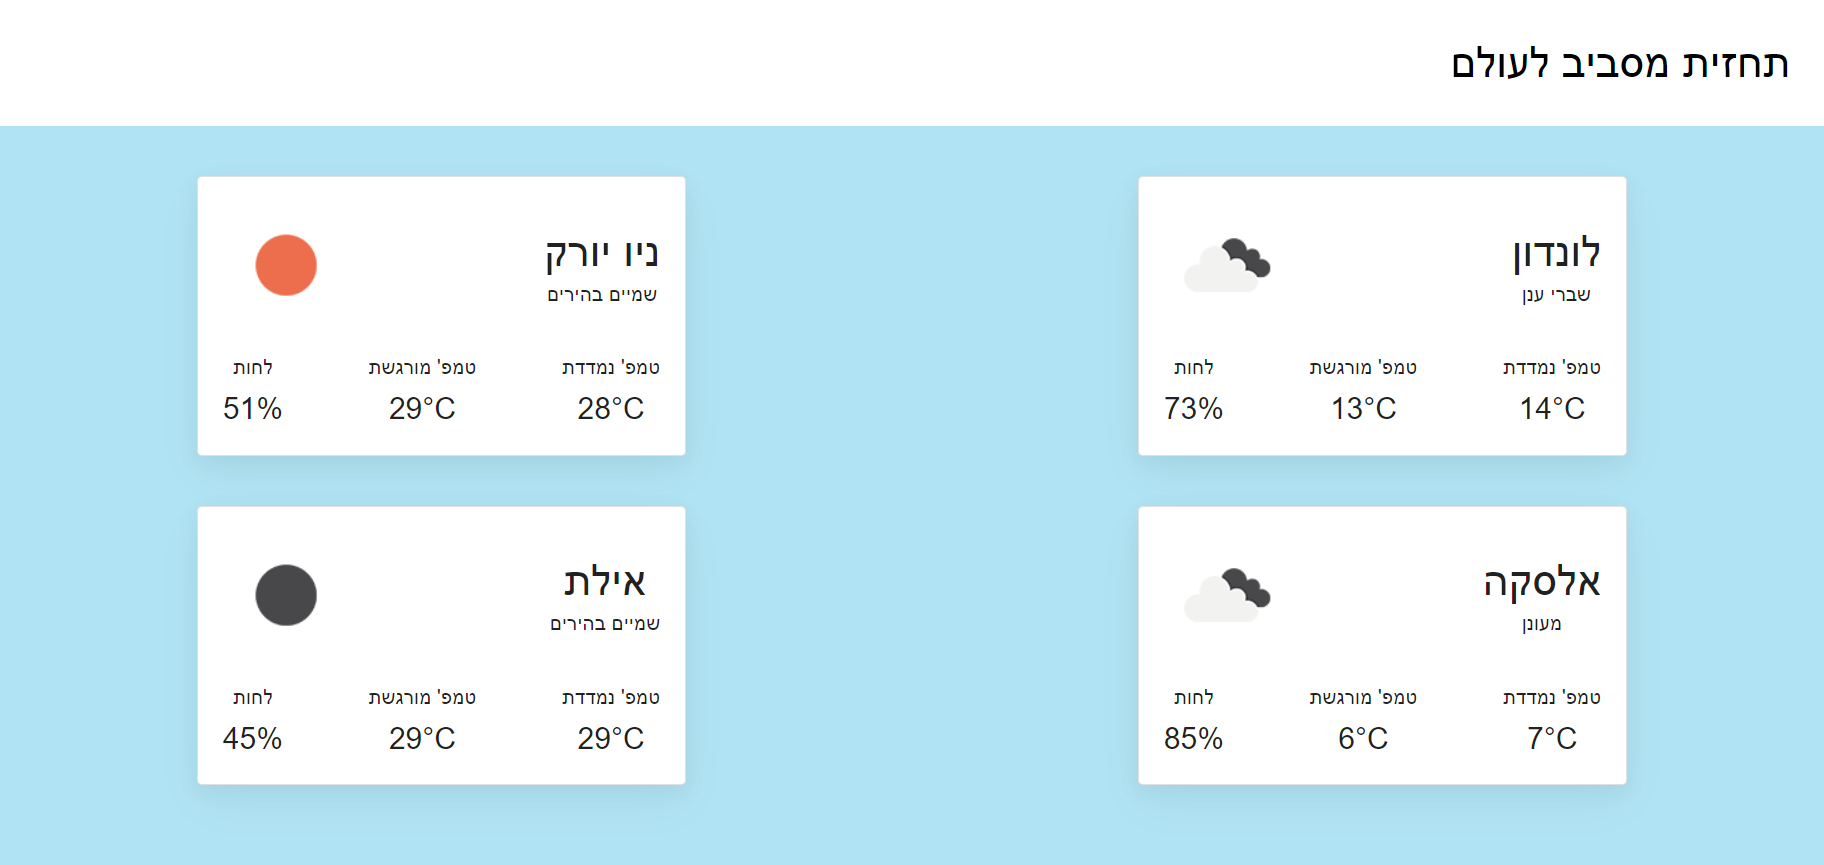 תחזית מסביב לעולם
לונדון
שברי ענן
טמפ' נמדדת טמפ' מורגשת לחות
14°C 13°C 73%
ניו יורק
שמיים בהירים
טמפ' נמדדת טמפ' מורגשת לחות
28°C 29°C 51%
אלסקה
מעונן
טמפ' נמדדת טמפ' מורגשת לחות
7°C 6°C 85%
אילת
שמיים בהירים
טמפ' נמדדת טמפ' מורגשת לחות
29°C 29°C 45%